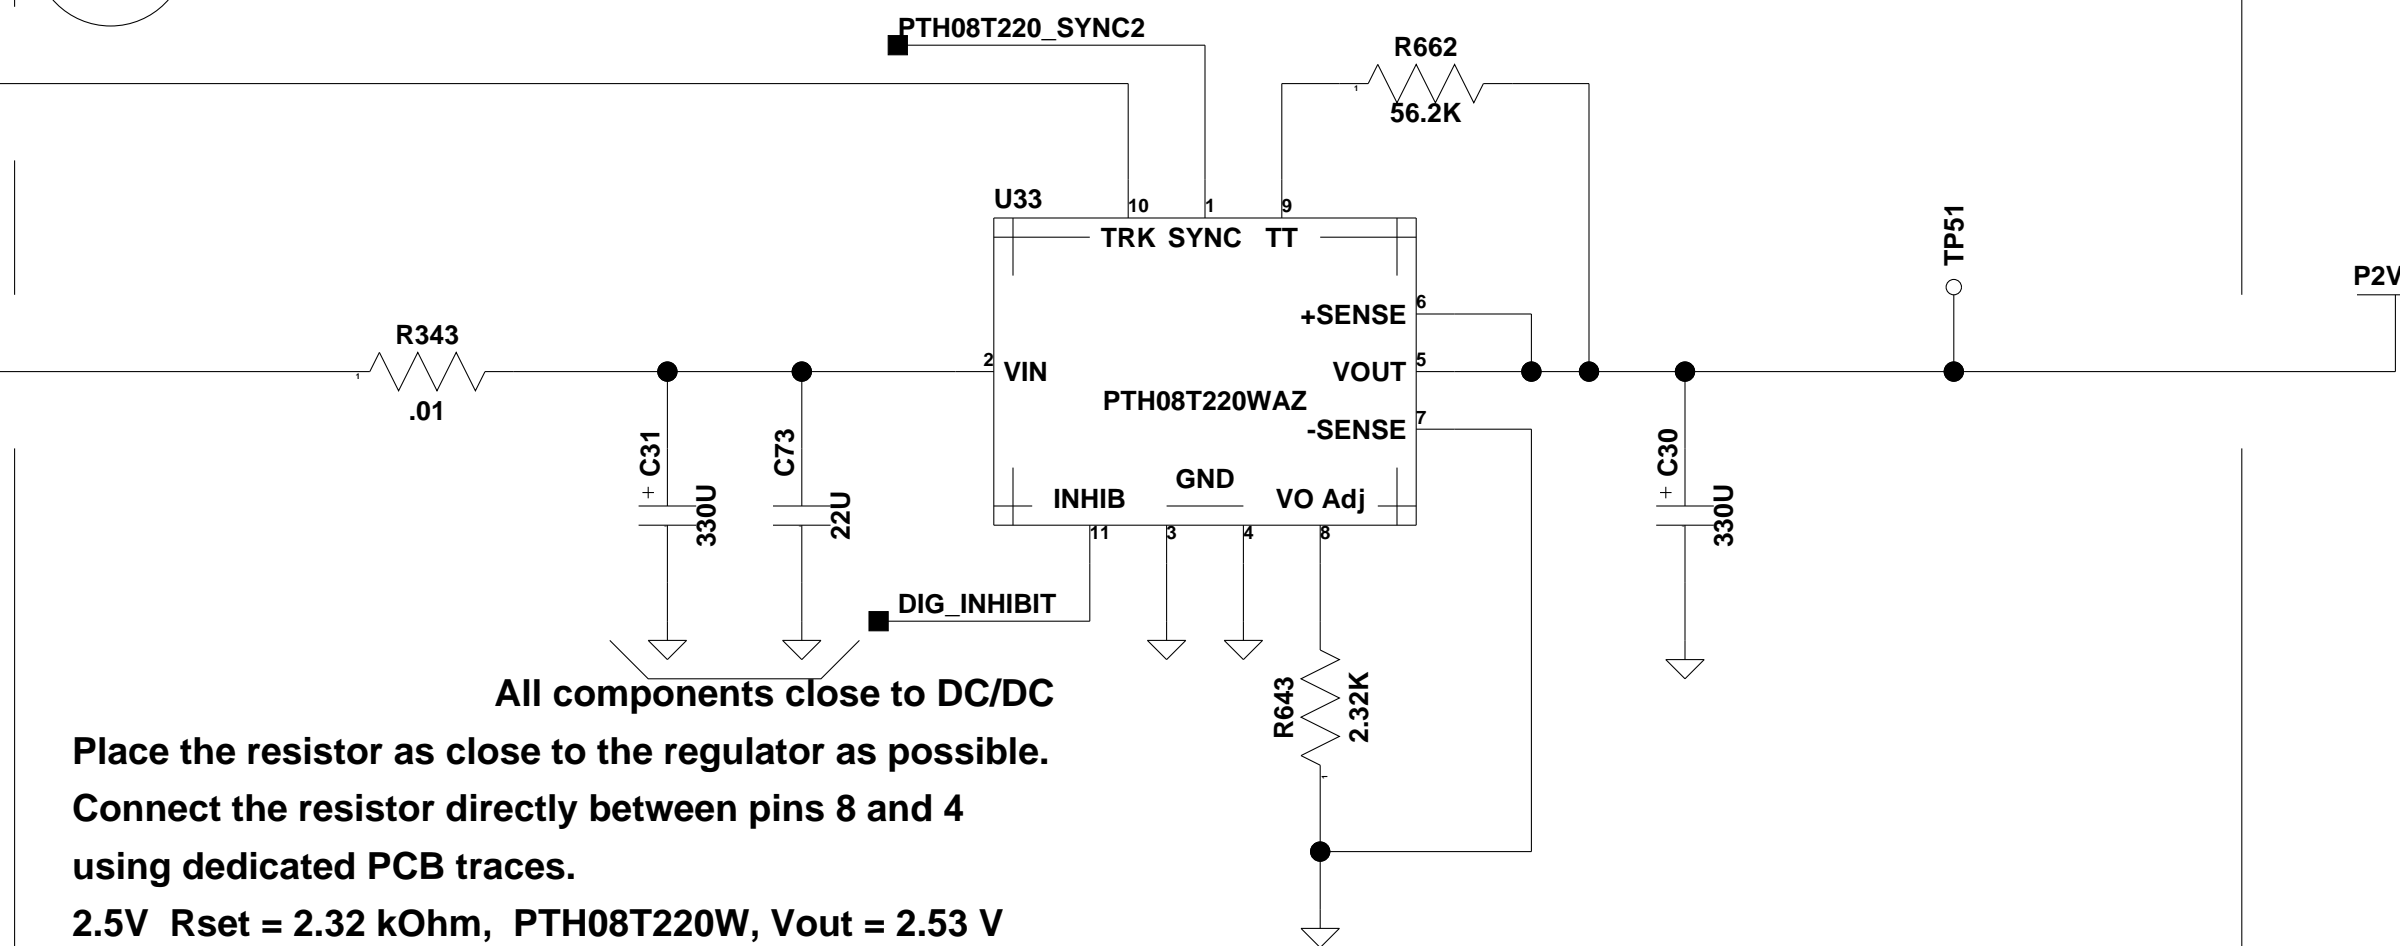 PTH08T220_SYNC2
R662
1
56.2K
U33
10
1
9
TRK SYNC TT
TP51
P2V
+SENSE
6
R343
1
.01
2
VIN
VOUT
5
PTH08T220WAZ
-SENSE
7
C31
+
330U
C73
22U
C30
+
330U
GND
INHIB
VO Adj
11
3
4
8
DIG_INHIBIT
R643
2.32K
1
All components close to DC/DC
Place the resistor as close to the regulator as possible.
Connect the resistor directly between pins 8 and 4
using dedicated PCB traces.
2.5V Rset = 2.32 kOhm, PTH08T220W, Vout = 2.53 V